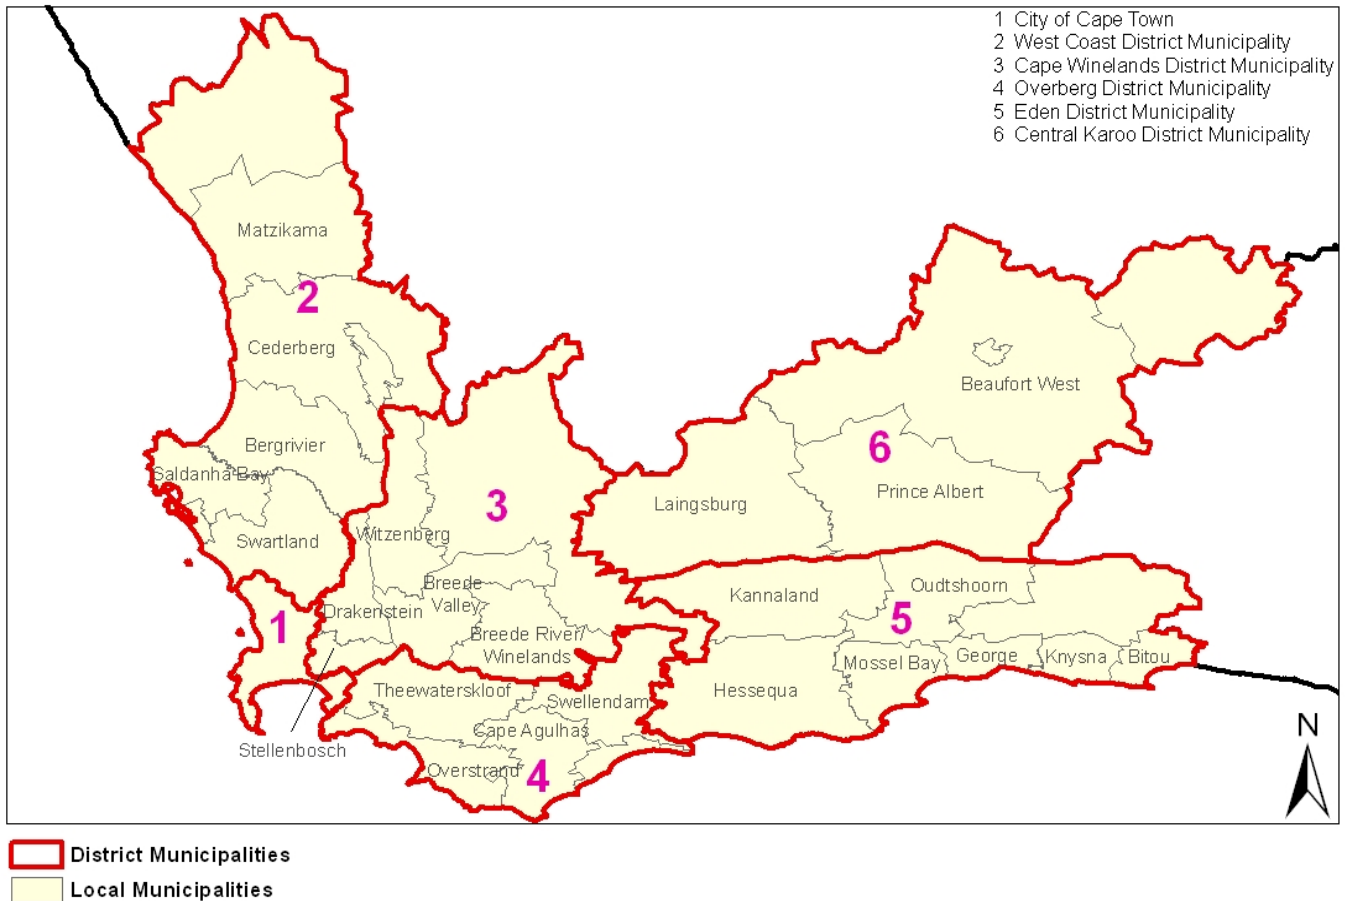 1 City of Cape Town
2 West Coast District Municipality
3 Cape Winelands District Municipality
4 Overberg District Municipality
5 Eden District Municipality
6 Central Karoo District Municipality
Matzikama
2
Cederberg
Beaufort West
Bergrivier
6
Saldanha Bay
Prince Albert
3
Laingsburg
Witzenberg
Swartland
Breede
Valley
Oudtshoorn
Kannaland
Drakenstein
5
1
Breede River/
Winelands
Mossel Bay
George
Knysna
Bitou
Theewaterskloof
Hessequa
Swellendam
Cape Agulhas
N
Stellenbosch
Overstrand
4
District Municipalities
Local Municipalities